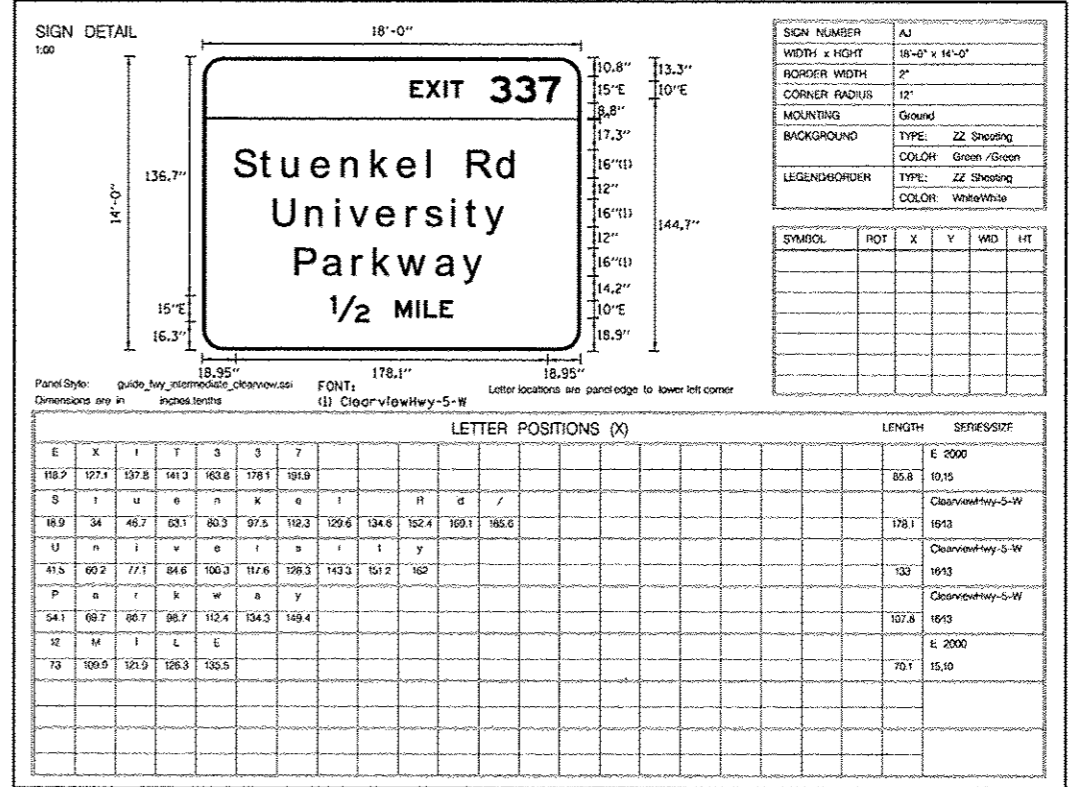 SIGN DETAIL
1:00
18'-0"
14'-0"
136.7"
15"E
16.3"
EXIT 337
Stuenkel Rd
University
Parkway
1/2 MILE
10.8"
15"E
8.8"
17.3"
16"(1)
12"
16"(1)
12"
16"(1)
14.2"
10"E
18.9"
13.3"
10"E
144.7"
18.95" 178.1" 18.95"
SIGN NUMBER AJ
WIDTH x HGHT 18'-0" x 14'-0"
BORDER WIDTH 2"
CORNER RADIUS 12"
MOUNTING Ground
BACKGROUND TYPE: ZZ Sheeting
COLOR: Green /Green
LEGEND/BORDER TYPE: ZZ Sheeting
COLOR: White/White
SYMBOL ROT X Y WID HT
Panel Style: guide_fwy_intermediate_clearview.ssi
Dimensions are in inches.tenths
FONT:
(1) ClearviewHwy-5-W
Letter locations are panel edge to lower left corner
LETTER POSITIONS (X) LENGTH SERIES/SIZE
E X I T 3 3 7 E 2000
118.2 127.1 137.8 141.3 163.8 178.1 191.9 85.8 10,15
S t u e n k e l R d / ClearviewHwy-5-W
18.9 34 46.7 63.1 80.3 97.5 112.3 129.6 134.6 152.4 169.1 185.6 178.1 16/13
U n i v e r s i t y ClearviewHwy-5-W
41.5 60.2 77.1 84.6 100.3 117.6 128.3 143.3 151.2 162 133 16/13
P a r k w a y ClearviewHwy-5-W
54.1 69.7 86.7 98.7 112.4 134.3 149.4 107.8 16/13
12 M I L E E 2000
73 109.9 121.9 126.3 135.5 70.1 15,10